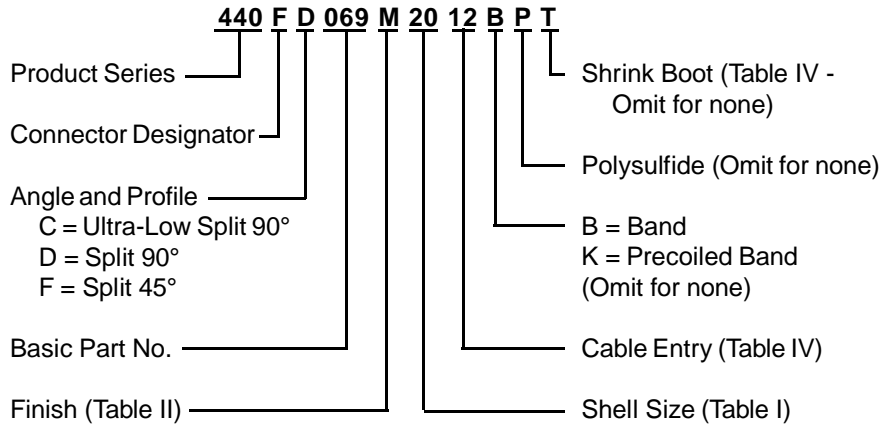 440 F D 069 M 20 12 B P T
Product Series
Connector Designator
Angle and Profile
C = Ultra-Low Split 90°
D = Split 90°
F = Split 45°
Basic Part No.
Finish (Table II)
Shrink Boot (Table IV -
Omit for none)
Polysulfide (Omit for none)
B = Band
K = Precoiled Band
(Omit for none)
Cable Entry (Table IV)
Shell Size (Table I)